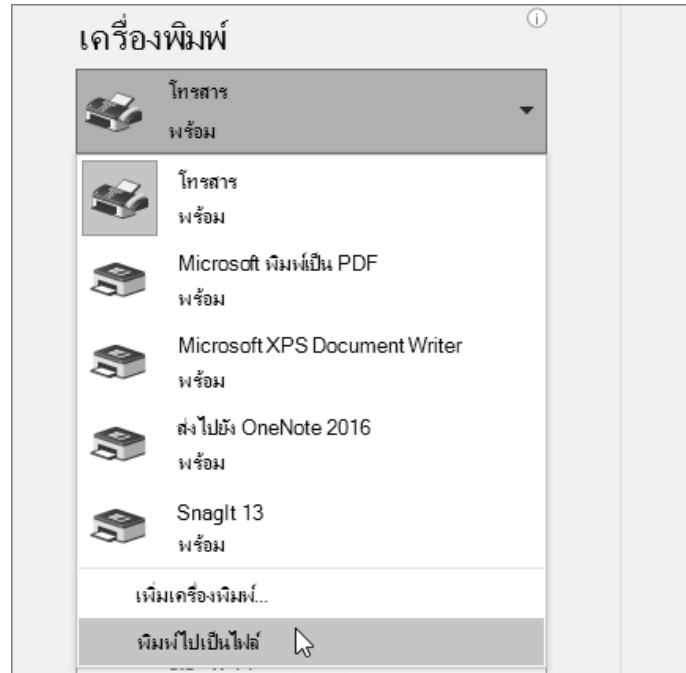 เครื่องพิมพ์
โทรสาร
พร้อม
โทรสาร
พร้อม
Microsoft พิมพ์เป็น PDF
พร้อม
Microsoft XPS Document Writer
พร้อม
ส่งไปยัง OneNote 2016
พร้อม
SnagIt 13
พร้อม
เพิ่มเครื่องพิมพ์...
พิมพ์ไปเป็นไฟล์